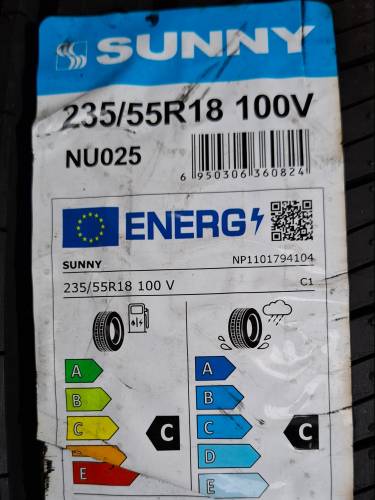 SUNNY
235/55R18 100V
NU025
6 950306 360824
ENERG
SUNNY
NP1101794104
235/55R18 100 V
C1
A
B
C
E
C
A
B
C
D
E
C